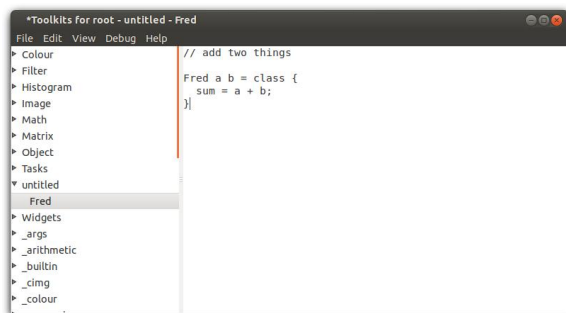 *Toolkits for root - untitled - Fred
File Edit View Debug Help
Colour
Filter
Histogram
Image
Math
Matrix
Object
Tasks
untitled
Fred
Widgets
_args
_arithmetic
_builtin
_cimg
_colour
// add two things
Fred a b = class {
  sum = a + b;
}